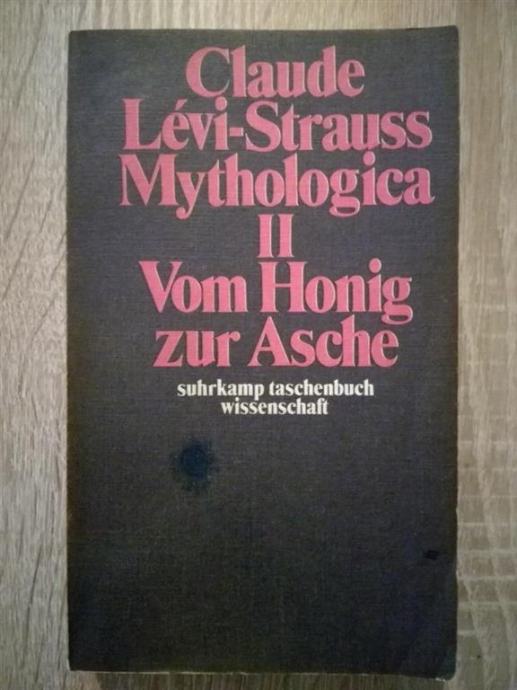 Claude
Lévi-Strauss
Mythologica
II
Vom Honig
zur Asche
suhrkamp taschenbuch
wissenschaft